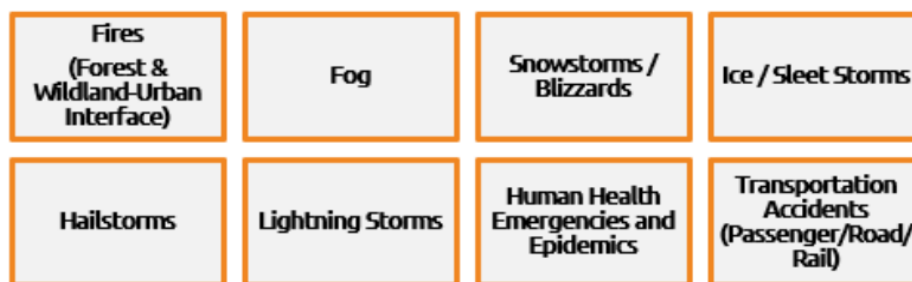 Fires
(Forest &
Wildland-Urban
Interface)
Fog
Snowstorms /
Blizzards
Ice / Sleet Storms
Hailstorms
Lightning Storms
Human Health
Emergencies and
Epidemics
Transportation
Accidents
(Passenger/Road/
Rail)